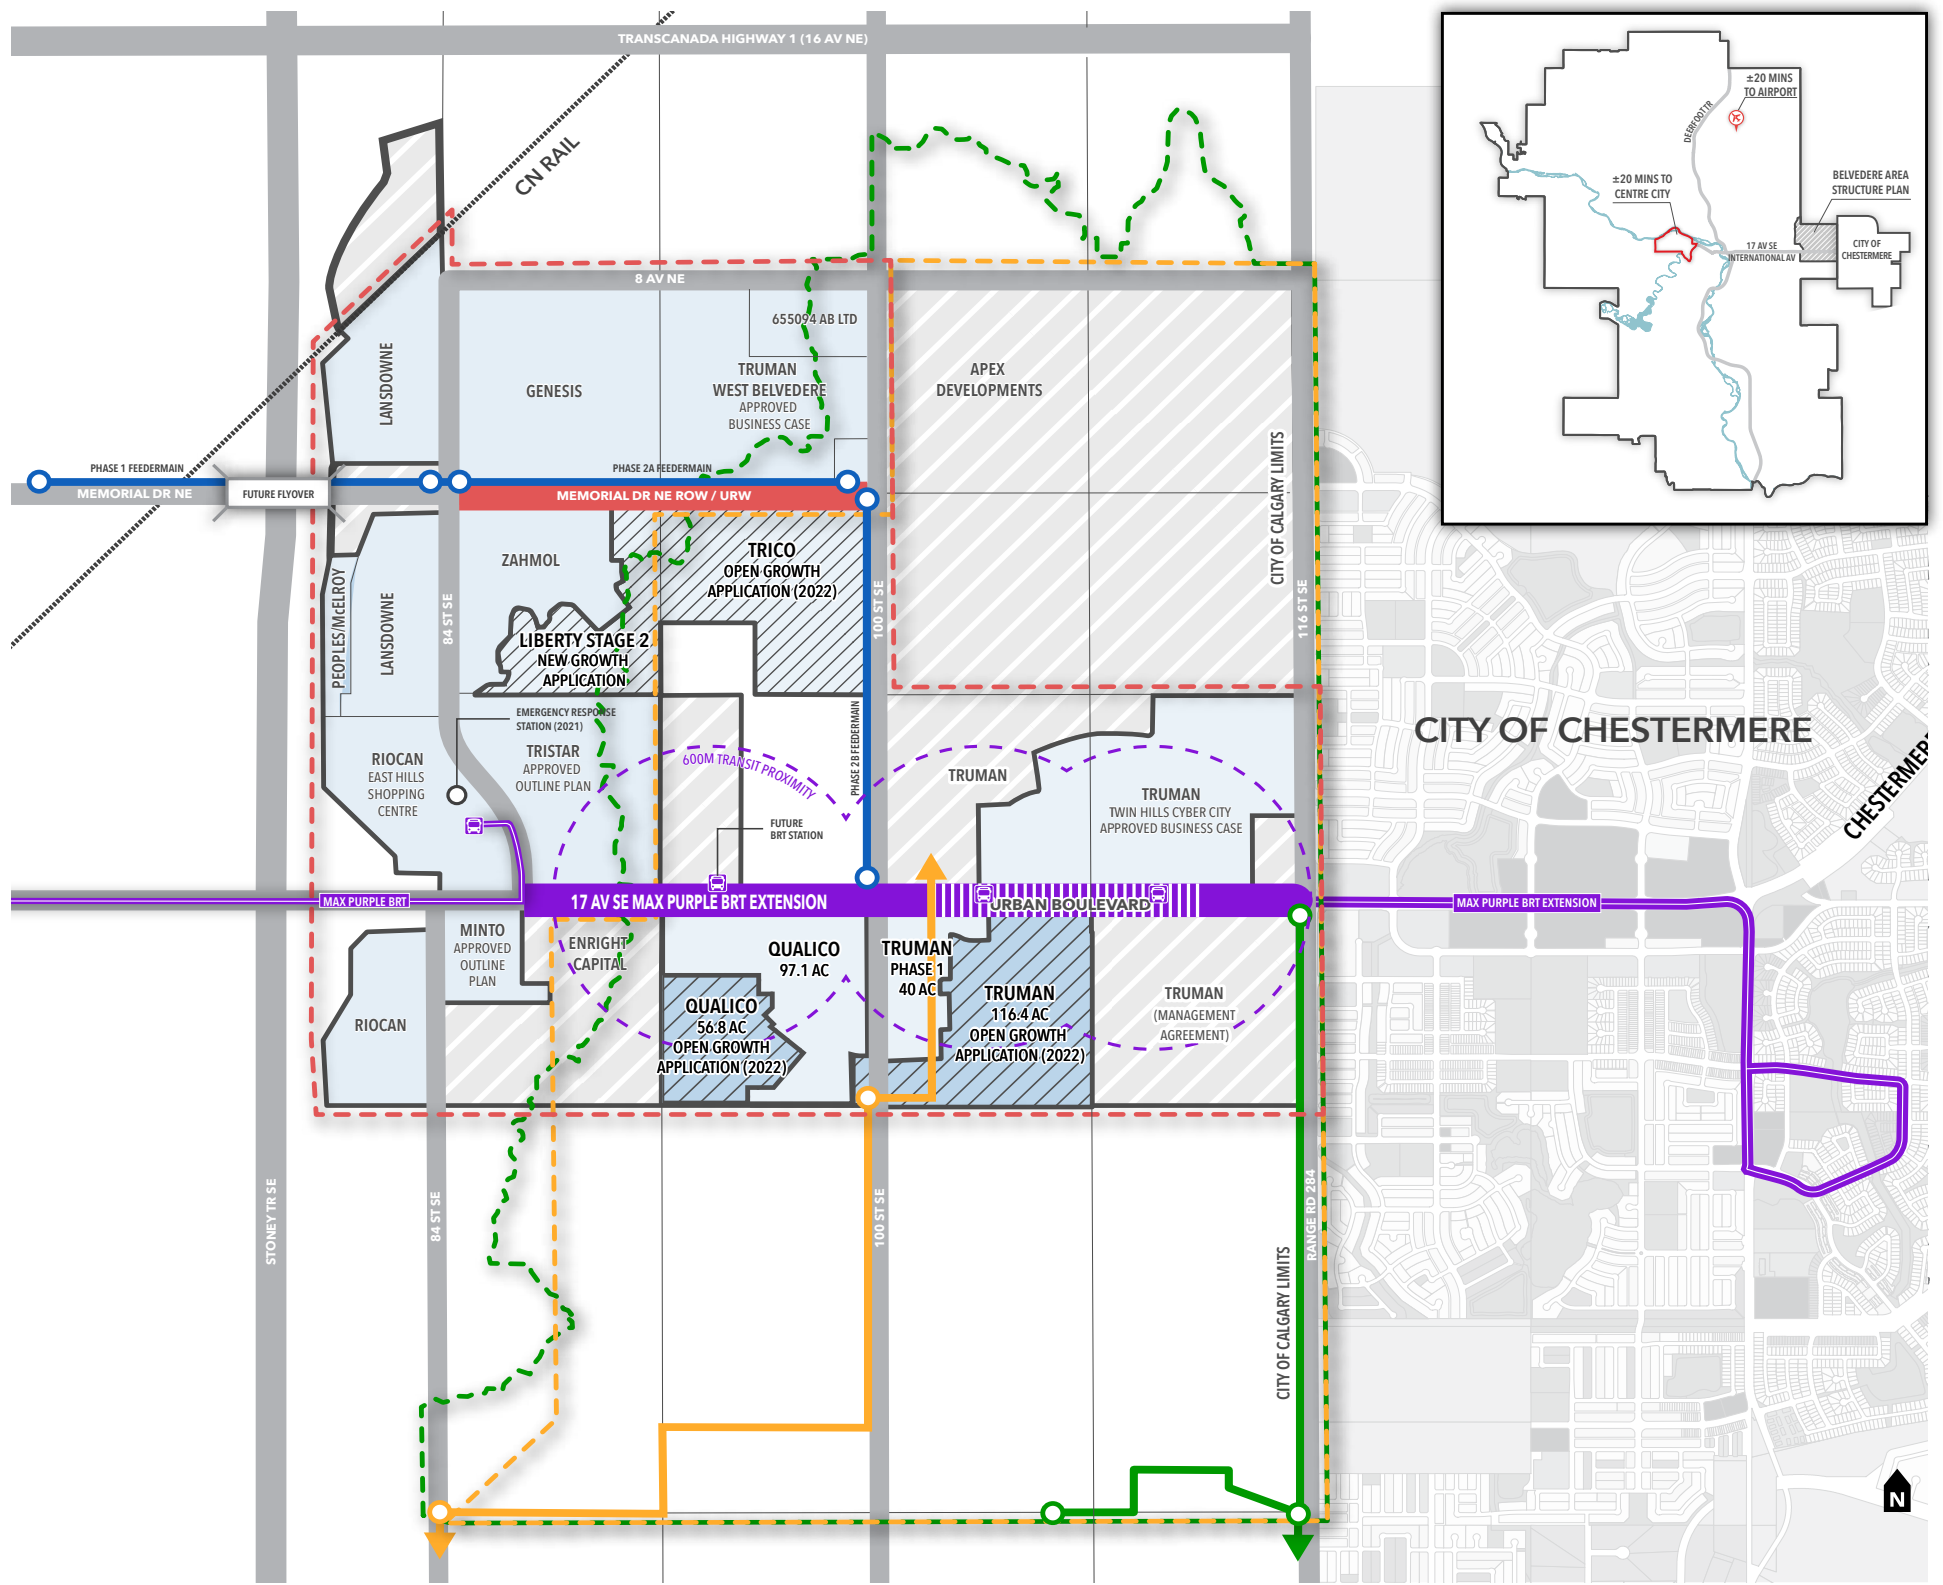 TRANSCANADA HIGHWAY 1 (16 AV NE)
CN RAIL
±20 MINS
TO AIRPORT
DEERFOOT TR
±20 MINS TO
CENTRE CITY
BELVEDERE AREA
STRUCTURE PLAN
17 AV SE
INTERNATIONAL AV
CITY OF
CHESTERMERE
8 AV NE
655094 AB LTD
LANSDOWNE
GENESIS
TRUMAN
WEST BELVEDERE
APPROVED
BUSINESS CASE
APEX
DEVELOPMENTS
CITY OF CALGARY LIMITS
PHASE 1 FEEDERMAIN
PHASE 2A FEEDERMAIN
MEMORIAL DR NE
FUTURE FLYOVER
MEMORIAL DR NE ROW / URW
ZAHMOL
TRICO
OPEN GROWTH
APPLICATION (2022)
PEOPLES/McELROY
LANSDOWNE
84 ST SE
100 ST SE
116 ST SE
LIBERTY STAGE 2
NEW GROWTH
APPLICATION
EMERGENCY RESPONSE
STATION (2021)
RIOCAN
EAST HILLS
SHOPPING
CENTRE
TRISTAR
APPROVED
OUTLINE PLAN
600M TRANSIT PROXIMITY
PHASE 2B FEEDERMAIN
FUTURE
BRT STATION
TRUMAN
TRUMAN
TWIN HILLS CYBER CITY
APPROVED BUSINESS CASE
CITY OF CHESTERMERE
CHESTERMER
MAX PURPLE BRT
17 AV SE MAX PURPLE BRT EXTENSION
URBAN BOULEVARD
MAX PURPLE BRT EXTENSION
MINTO
APPROVED
OUTLINE
PLAN
ENRIGHT
CAPITAL
QUALICO
97.1 AC
TRUMAN
PHASE 1
40 AC
RIOCAN
QUALICO
56.8 AC
OPEN GROWTH
APPLICATION (2022)
TRUMAN
116.4 AC
OPEN GROWTH
APPLICATION (2022)
TRUMAN
(MANAGEMENT
AGREEMENT)
STONEY TR SE
84 ST SE
100 ST SE
RANGE RD 284
CITY OF CALGARY LIMITS
N